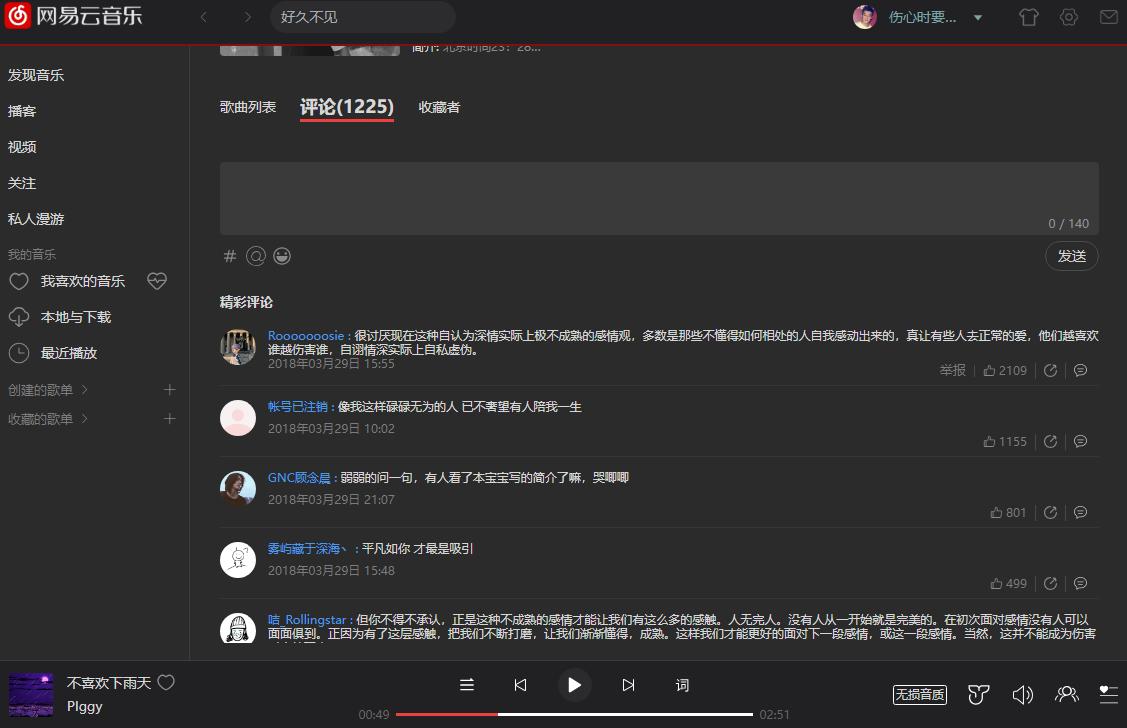 网易云音乐
好久不见
伤心时要...
简介: 北京时间23：28...
发现音乐
播客
视频
关注
私人漫游
我的音乐
我喜欢的音乐
本地与下载
最近播放
创建的歌单
收藏的歌单
歌曲列表 评论(1225) 收藏者
0 / 140
# @
发送
精彩评论
Rooooooosie : 很讨厌现在这种自认为深情实际上极不成熟的感情观，多数是那些不懂得如何相处的人自我感动出来的，真让有些人去正常的爱，他们越喜欢
谁越伤害谁，自诩情深实际上自私虚伪。
2018年03月29日 15:55
举报 2109
帐号已注销 : 像我这样碌碌无为的人 已不奢望有人陪我一生
2018年03月29日 10:02
1155
GNC顾念晨 : 弱弱的问一句，有人看了本宝宝写的简介了嘛，哭唧唧
2018年03月29日 21:07
801
雾屿藏于深海丶 : 平凡如你 才最是吸引
2018年03月29日 15:48
499
咭_Rollingstar : 但你不得不承认，正是这种不成熟的感情才能让我们有这么多的感触。人无完人。没有人从一开始就是完美的。在初次面对感情没有人可以
面面俱到。正因为有了这层感触，把我们不断打磨，让我们渐渐懂得，成熟。这样我们才能更好的面对下一段感情，或这一段感情。当然，这并不能成为伤害
不喜欢下雨天
PIggy
词
00:49
02:51
无损音质